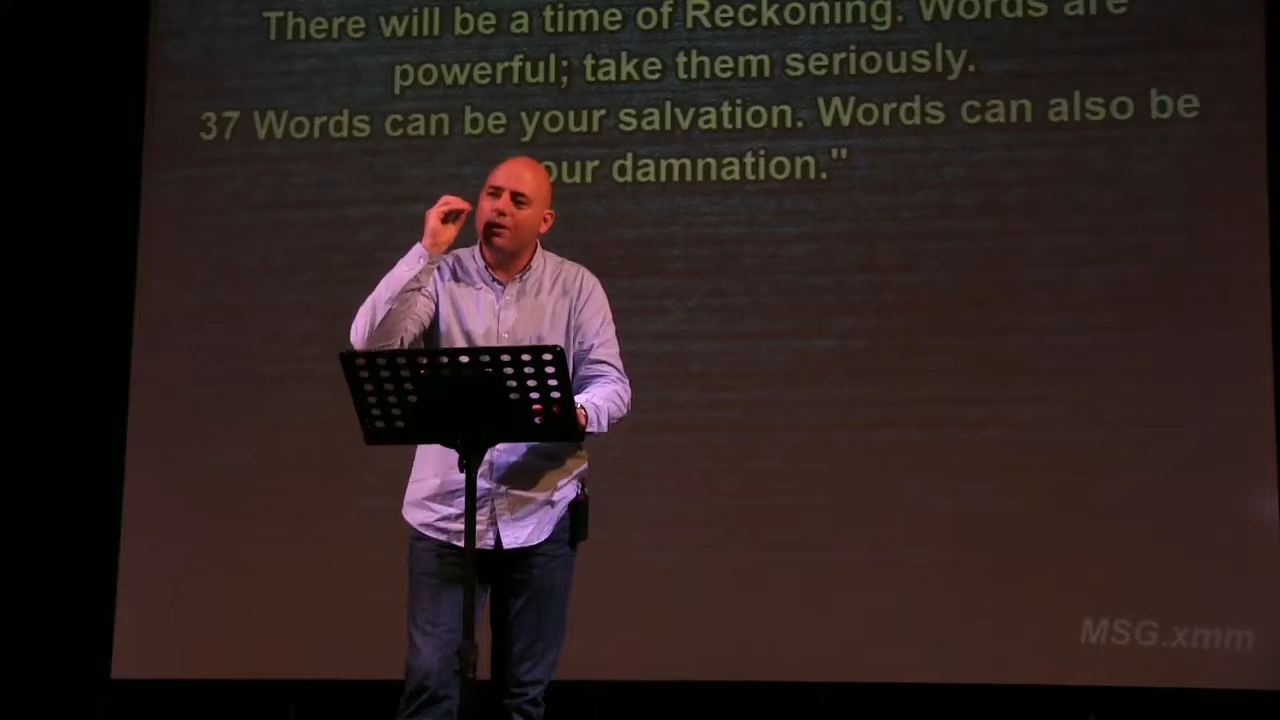 There will be a time of Reckoning. Words are
powerful; take them seriously.
37 Words can be your salvation. Words can also be
our damnation."
MSG.xmm